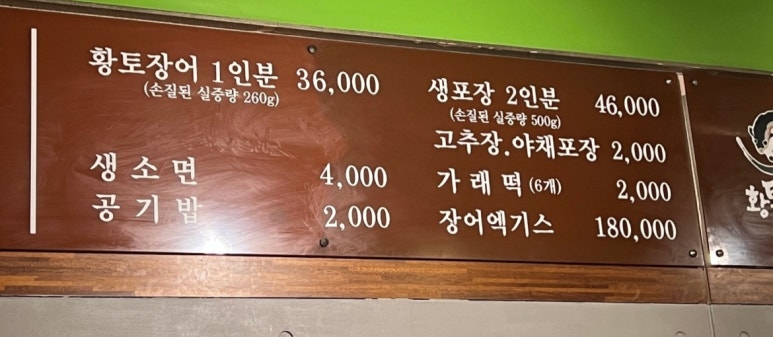 황토장어 1인분 36,000
(손질된 실중량 260g)
생소면 4,000
공기밥 2,000
생포장 2인분 46,000
(손질된 실중량 500g)
고추장.야채포장 2,000
가래떡 (6개) 2,000
장어엑기스 180,000